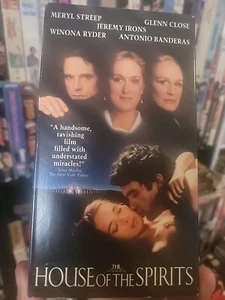 MERYL STREEP GLENN CLOSE
JEREMY IRONS
WINONA RYDER ANTONIO BANDERAS
"A handsome,
ravishing
film
filled with
understated
miracles!"
Janet Maslin,
The New York Times
THE
HOUSE OF THE SPIRITS